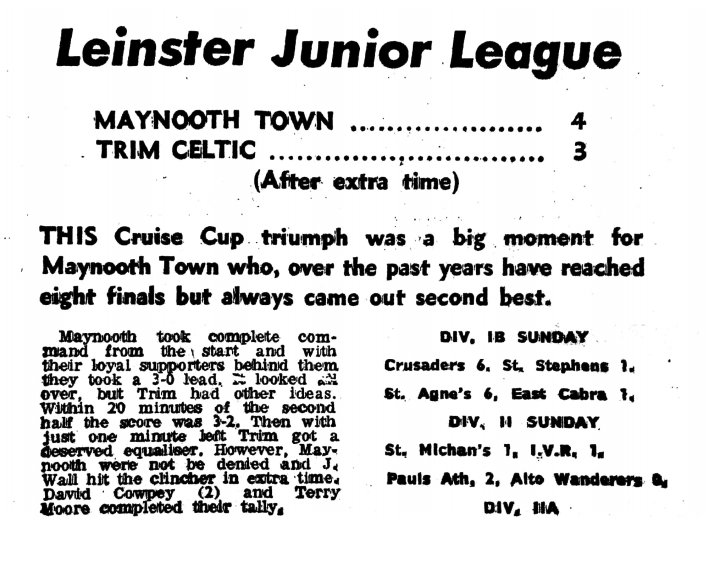 Leinster Junior League
MAYNOOTH TOWN ...................... 4
TRIM CELTIC ................................ 3
(After extra time)
THIS Cruise Cup triumph was a big moment for
Maynooth Town who, over the past years have reached
eight finals but always came out second best.
Maynooth took complete com-
mand from the start and with
their loyal supporters behind them
they took a 3-0 lead. looked
over, but Trim had other ideas.
Within 20 minutes of the second
half the score was 3-2. Then with
just one minute left Trim got a
deserved equaliser. However, May-
nooth were not be denied and J.
Wall hit the clincher in extra time.
David Cowpey (2) and Terry
Moore completed their tally.
DIV. IB SUNDAY
Crusaders 6. St. Stephens 1.
St. Agne's 6, East Cabra 1.
DIV. II SUNDAY
St. Michan's 1, I.V.R. 1.
Pauls Ath, 2, Alto Wanderers 0.
DIV. IIA